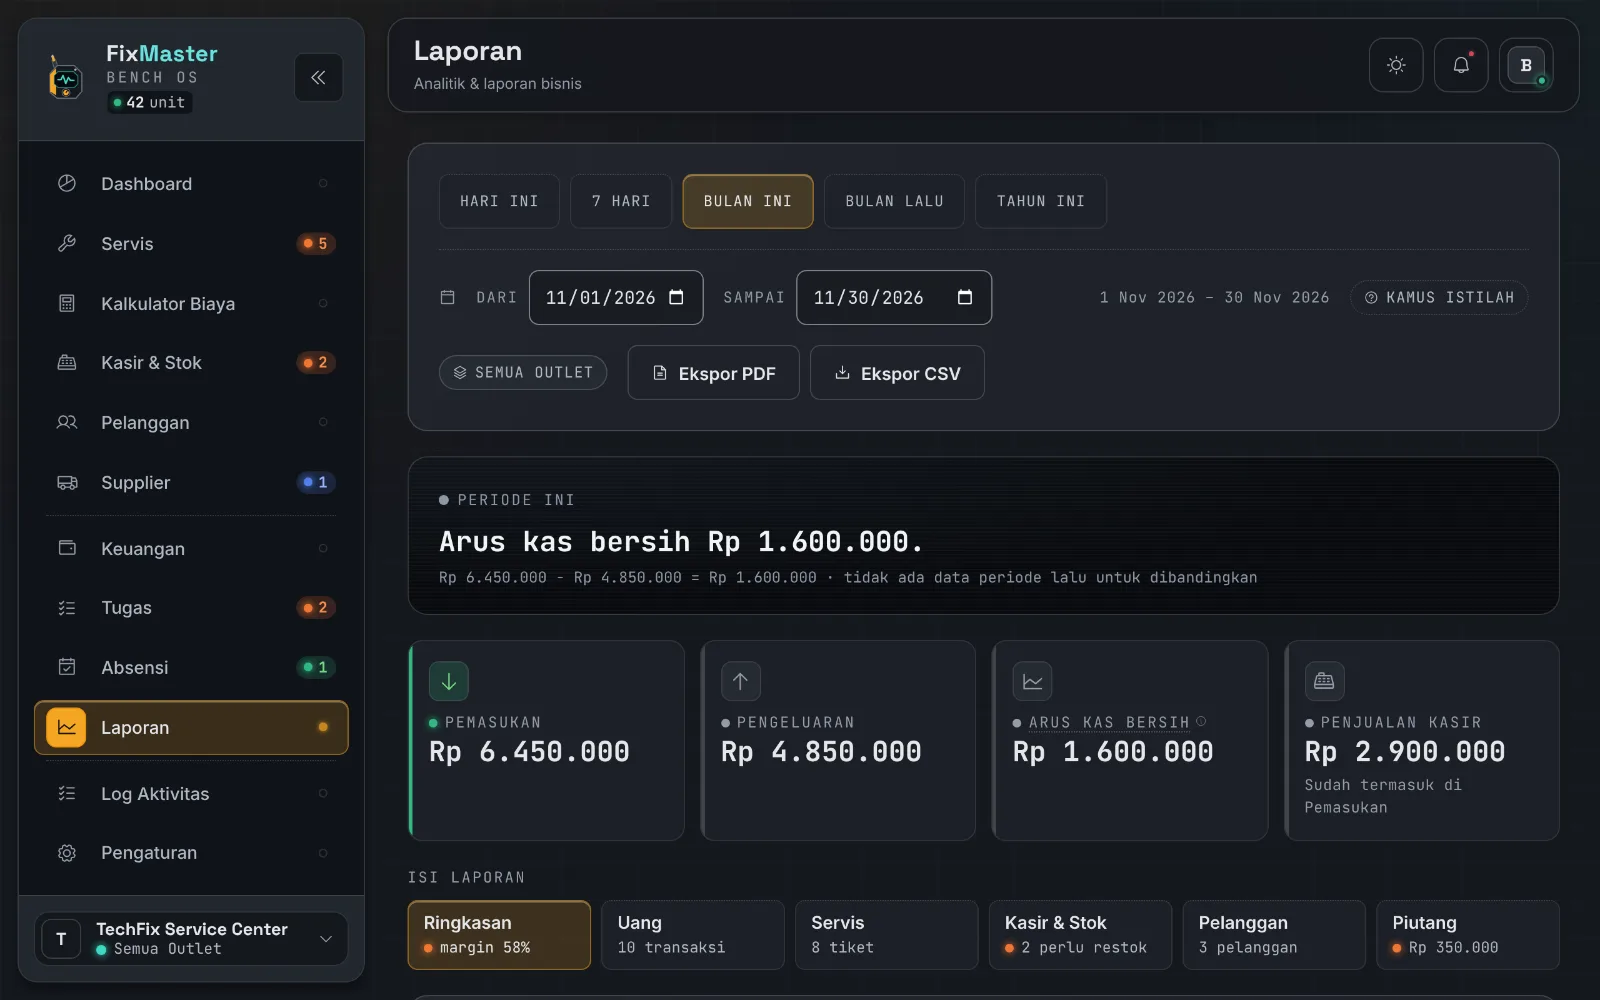 FixMaster
BENCH OS
42 unit
Dashboard
Servis
5
Kalkulator Biaya
Kasir & Stok
2
Pelanggan
Supplier
1
Keuangan
Tugas
2
Absensi
1
Laporan
Log Aktivitas
Pengaturan
T
TechFix Service Center
Semua Outlet
Laporan
Analitik & laporan bisnis
B
HARI INI
7 HARI
BULAN INI
BULAN LALU
TAHUN INI
DARI
11/01/2026
SAMPAI
11/30/2026
1 Nov 2026 – 30 Nov 2026
KAMUS ISTILAH
SEMUA OUTLET
Ekspor PDF
Ekspor CSV
PERIODE INI
Arus kas bersih Rp 1.600.000.
Rp 6.450.000 - Rp 4.850.000 = Rp 1.600.000 · tidak ada data periode lalu untuk dibandingkan
PEMASUKAN
Rp 6.450.000
PENGELUARAN
Rp 4.850.000
ARUS KAS BERSIH
Rp 1.600.000
PENJUALAN KASIR
Rp 2.900.000
Sudah termasuk di
Pemasukan
ISI LAPORAN
Ringkasan
margin 58%
Uang
10 transaksi
Servis
8 tiket
Kasir & Stok
2 perlu restok
Pelanggan
3 pelanggan
Piutang
Rp 350.000